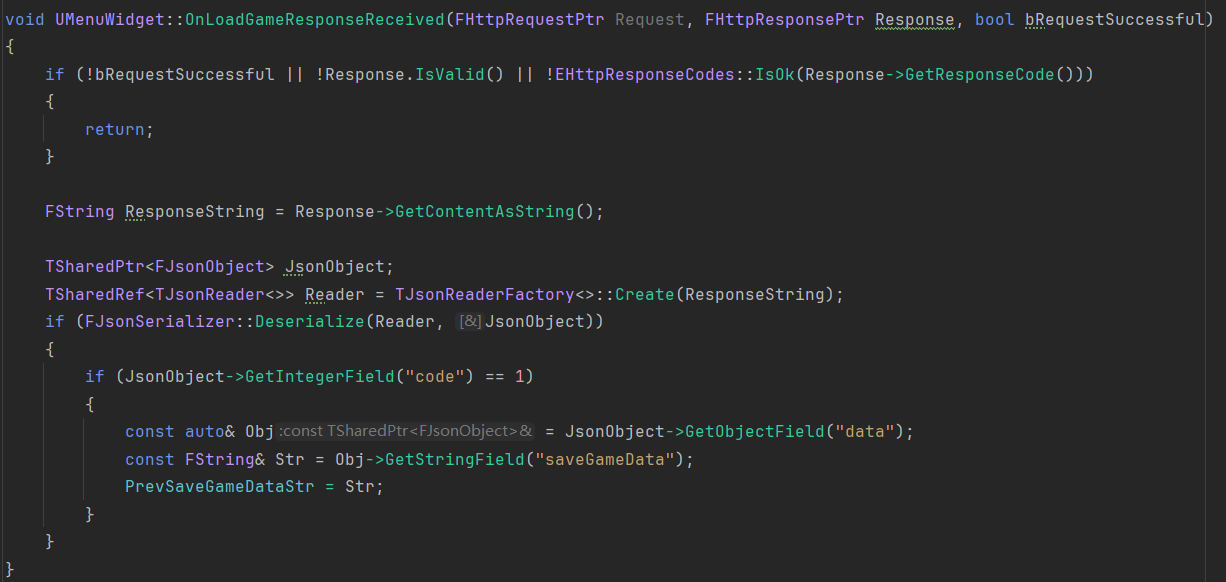 void UMenuWidget::OnLoadGameResponseReceived(FHttpRequestPtr Request, FHttpResponsePtr Response, bool bRequestSuccessful)
{
    if (!bRequestSuccessful || !Response.IsValid() || !EHttpResponseCodes::IsOk(Response->GetResponseCode()))
    {
        return;
    }

    FString ResponseString = Response->GetContentAsString();

    TSharedPtr<FJsonObject> JsonObject;
    TSharedRef<TJsonReader<>> Reader = TJsonReaderFactory<>::Create(ResponseString);
    if (FJsonSerializer::Deserialize(Reader, [&]JsonObject))
    {
        if (JsonObject->GetIntegerField("code") == 1)
        {
            const auto& Obj :const TSharedPtr<FJsonObject>& = JsonObject->GetObjectField("data");
            const FString& Str = Obj->GetStringField("saveGameData");
            PrevSaveGameDataStr = Str;
        }
    }
}